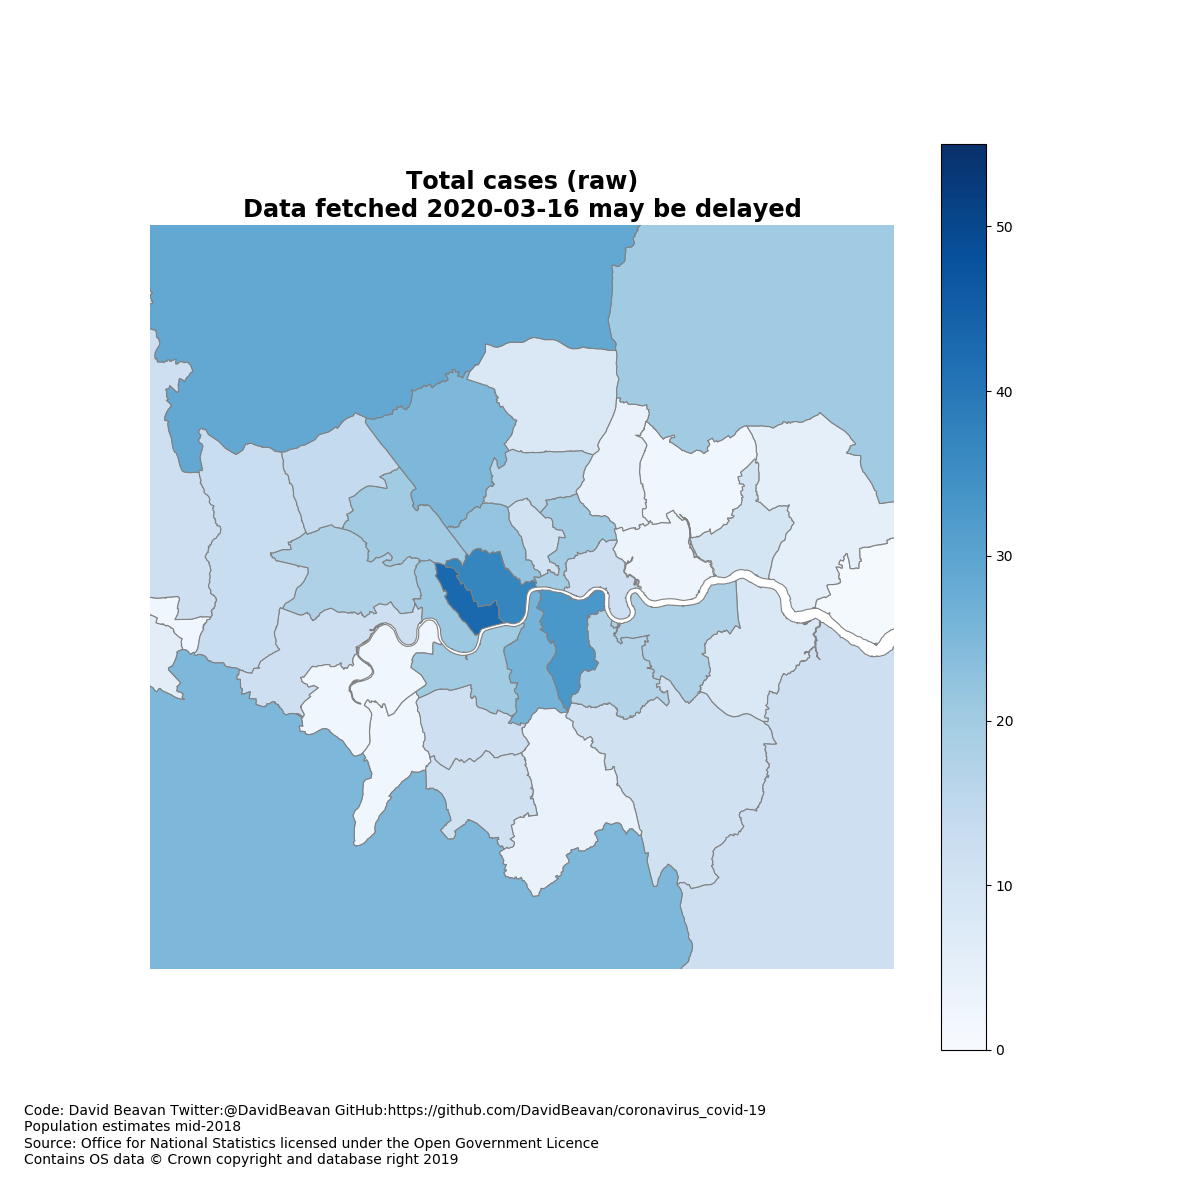 Total cases (raw)
Data fetched 2020-03-16 may be delayed
50
40
30
20
10
0
Code: David Beavan Twitter:@DavidBeavan GitHub:https://github.com/DavidBeavan/coronavirus_covid-19
Population estimates mid-2018
Source: Office for National Statistics licensed under the Open Government Licence
Contains OS data © Crown copyright and database right 2019